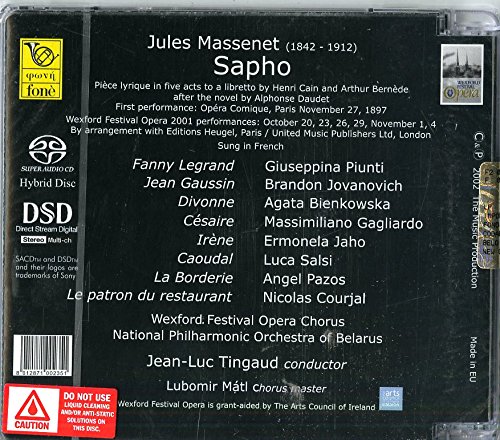 φωνή
fonè
Jules Massenet (1842 - 1912)
Sapho
WEXFORD
FESTIVAL
Opera
Pièce lyrique in five acts to a libretto by Henri Cain and Arthur Bernède
after the novel by Alphonse Daudet
First performance: Opéra Comique, Paris November 27, 1897
Wexford Festival Opera 2001 performances: October 20, 23, 26, 29, November 1, 4
By arrangement with Editions Heugel, Paris / United Music Publishers Ltd, London
Sung in French
SUPER AUDIO CD
Hybrid Disc
DSD
Direct Stream Digital
Stereo Multi-ch
SACDTM and DSDTM
and their logos are
trademarks of Sony
Fanny Legrand Giuseppina Piunti
Jean Gaussin Brandon Jovanovich
Divonne Agata Bienkowska
Césaire Massimiliano Gagliardo
Irène Ermonela Jaho
Caoudal Luca Salsi
La Borderie Angel Pazos
Le patron du restaurant Nicolas Courjal
Wexford Festival Opera Chorus
National Philharmonic Orchestra of Belarus
Jean-Luc Tingaud conductor
Lubomir Mátl Chorus master
Wexford Festival Opera is grant-aided by The Arts Council of Ireland
arts
C & P 2002 The Music Production
Made in EU
8 012871 002351
CAUTION
DO NOT USE
LIQUID CLEANING
AND/OR ANTI-STATIC
SOLUTIONS ON
THIS DISC.